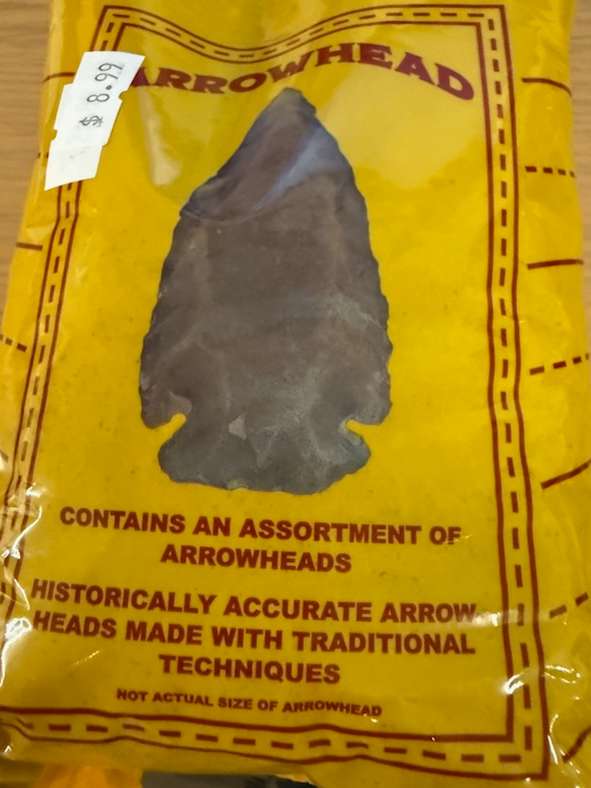 $ 8.99
ARROWHEAD
CONTAINS AN ASSORTMENT OF
ARROWHEADS
HISTORICALLY ACCURATE ARROW
HEADS MADE WITH TRADITIONAL
TECHNIQUES
NOT ACTUAL SIZE OF ARROWHEAD